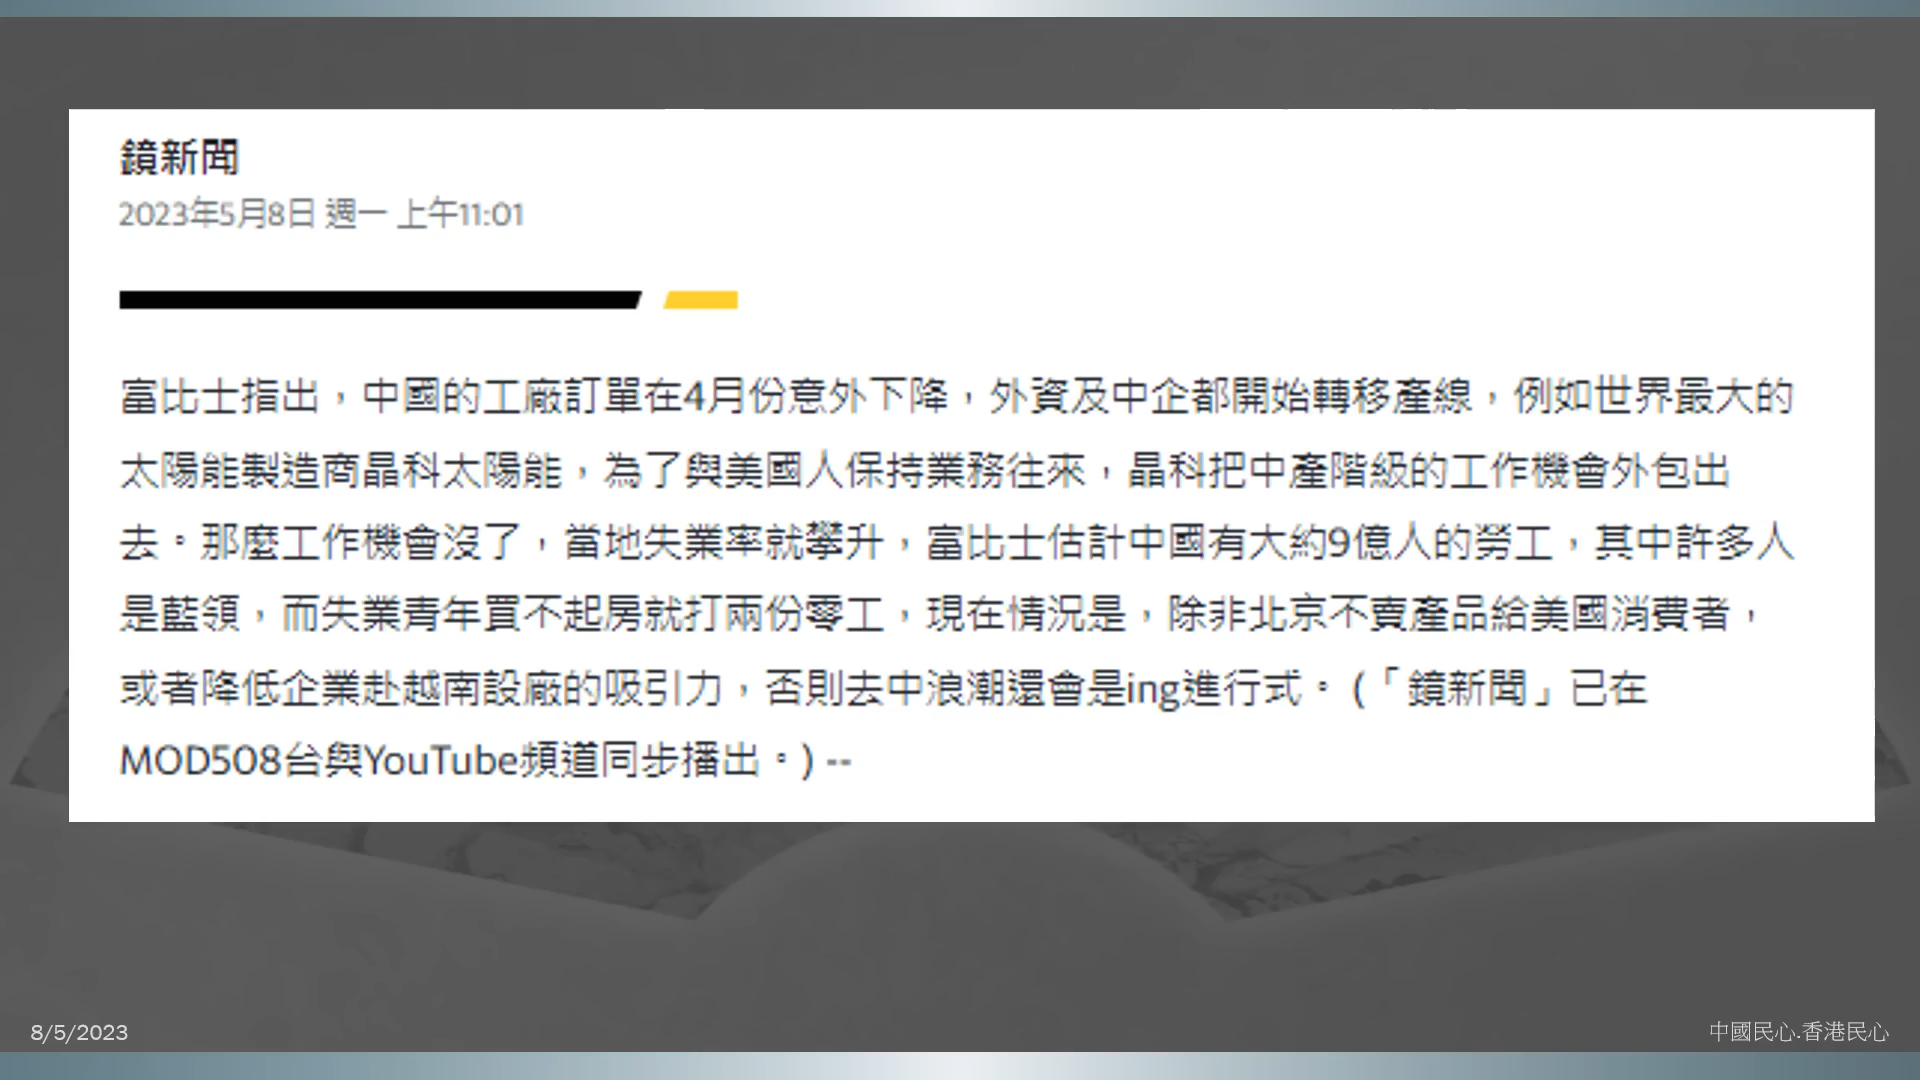 鏡新聞
2023年5月8日 週一 上午11:01
富比士指出，中國的工廠訂單在4月份意外下降，外資及中企都開始轉移產線，例如世界最大的
太陽能製造商晶科太陽能，為了與美國人保持業務往來，晶科把中產階級的工作機會外包出
去。那麼工作機會沒了，當地失業率就攀升，富比士估計中國有大約9億人的勞工，其中許多人
是藍領，而失業青年買不起房就打兩份零工，現在情況是，除非北京不賣產品給美國消費者，
或者降低企業赴越南設廠的吸引力，否則去中浪潮還會是ing進行式。 (「鏡新聞」已在
MOD508台與YouTube頻道同步播出。) --
8/5/2023
中國民心.香港民心